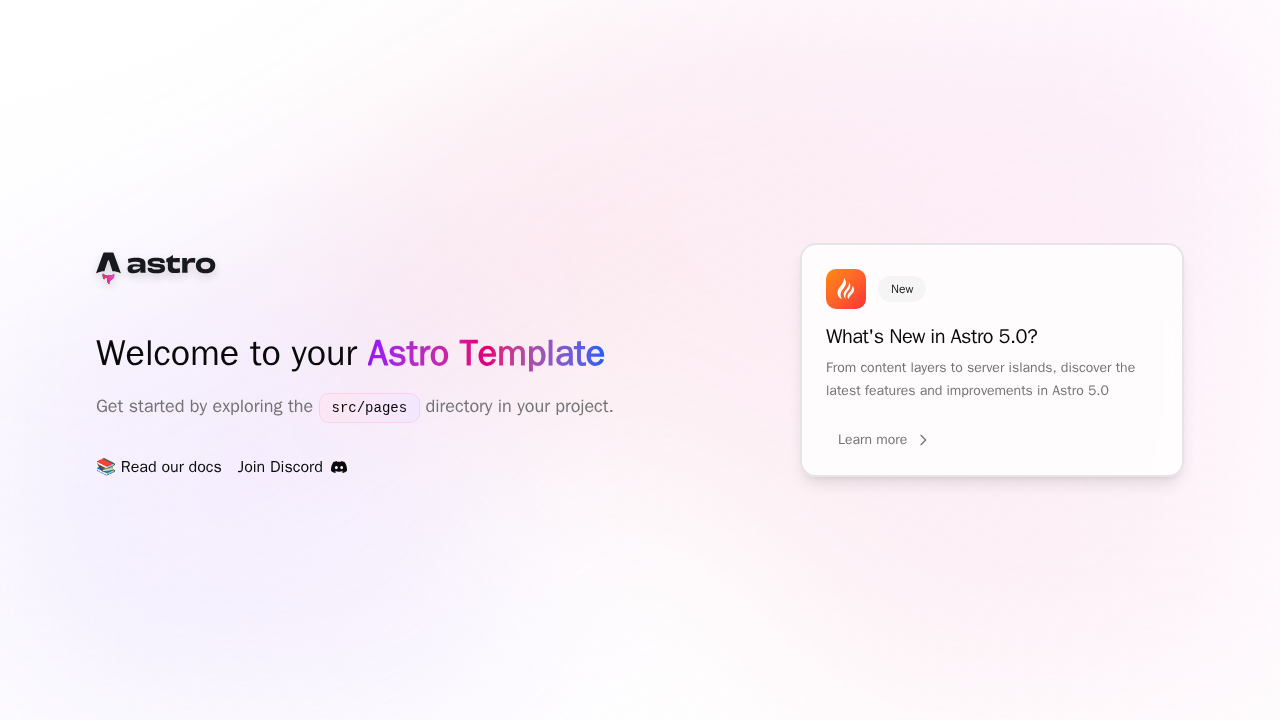 astro
Welcome to your Astro Template
Get started by exploring the src/pages directory in your project.
📚 Read our docs Join Discord
New
What's New in Astro 5.0?
From content layers to server islands, discover the
latest features and improvements in Astro 5.0
Learn more